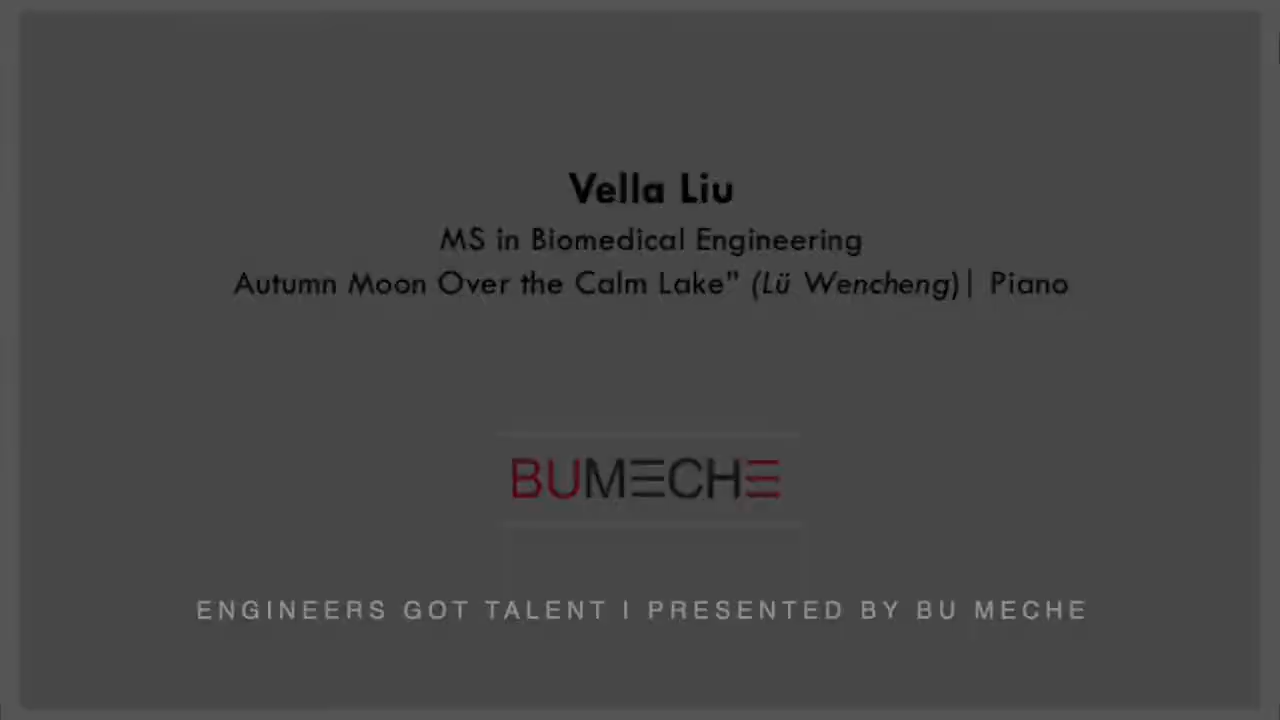 Vella Liu
MS in Biomedical Engineering
Autumn Moon Over the Calm Lake” (Lü Wencheng)| Piano
BUMECHE
ENGINEERS GOT TALENT I PRESENTED BY BU MECHE